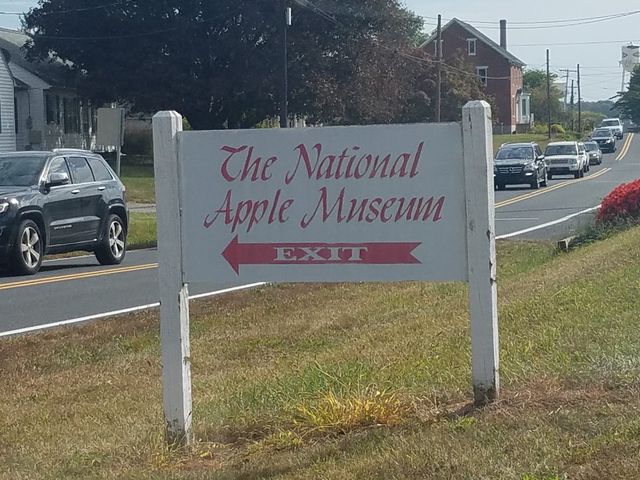 The National
Apple Museum
EXIT